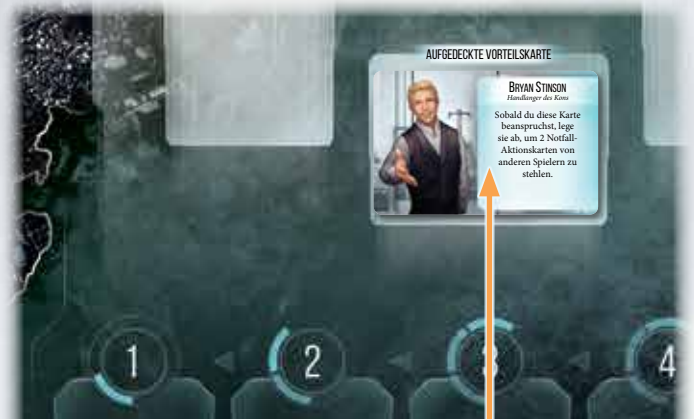 AUFGEDECKTE VORTEILSKARTE
BRYAN STINSON
Handlanger des Kons
Sobald du diese Karte
beanspruchst, lege
sie ab, um 2 Notfall-
Aktionskarten von
anderen Spielern zu
stehlen.
1 2 3 4